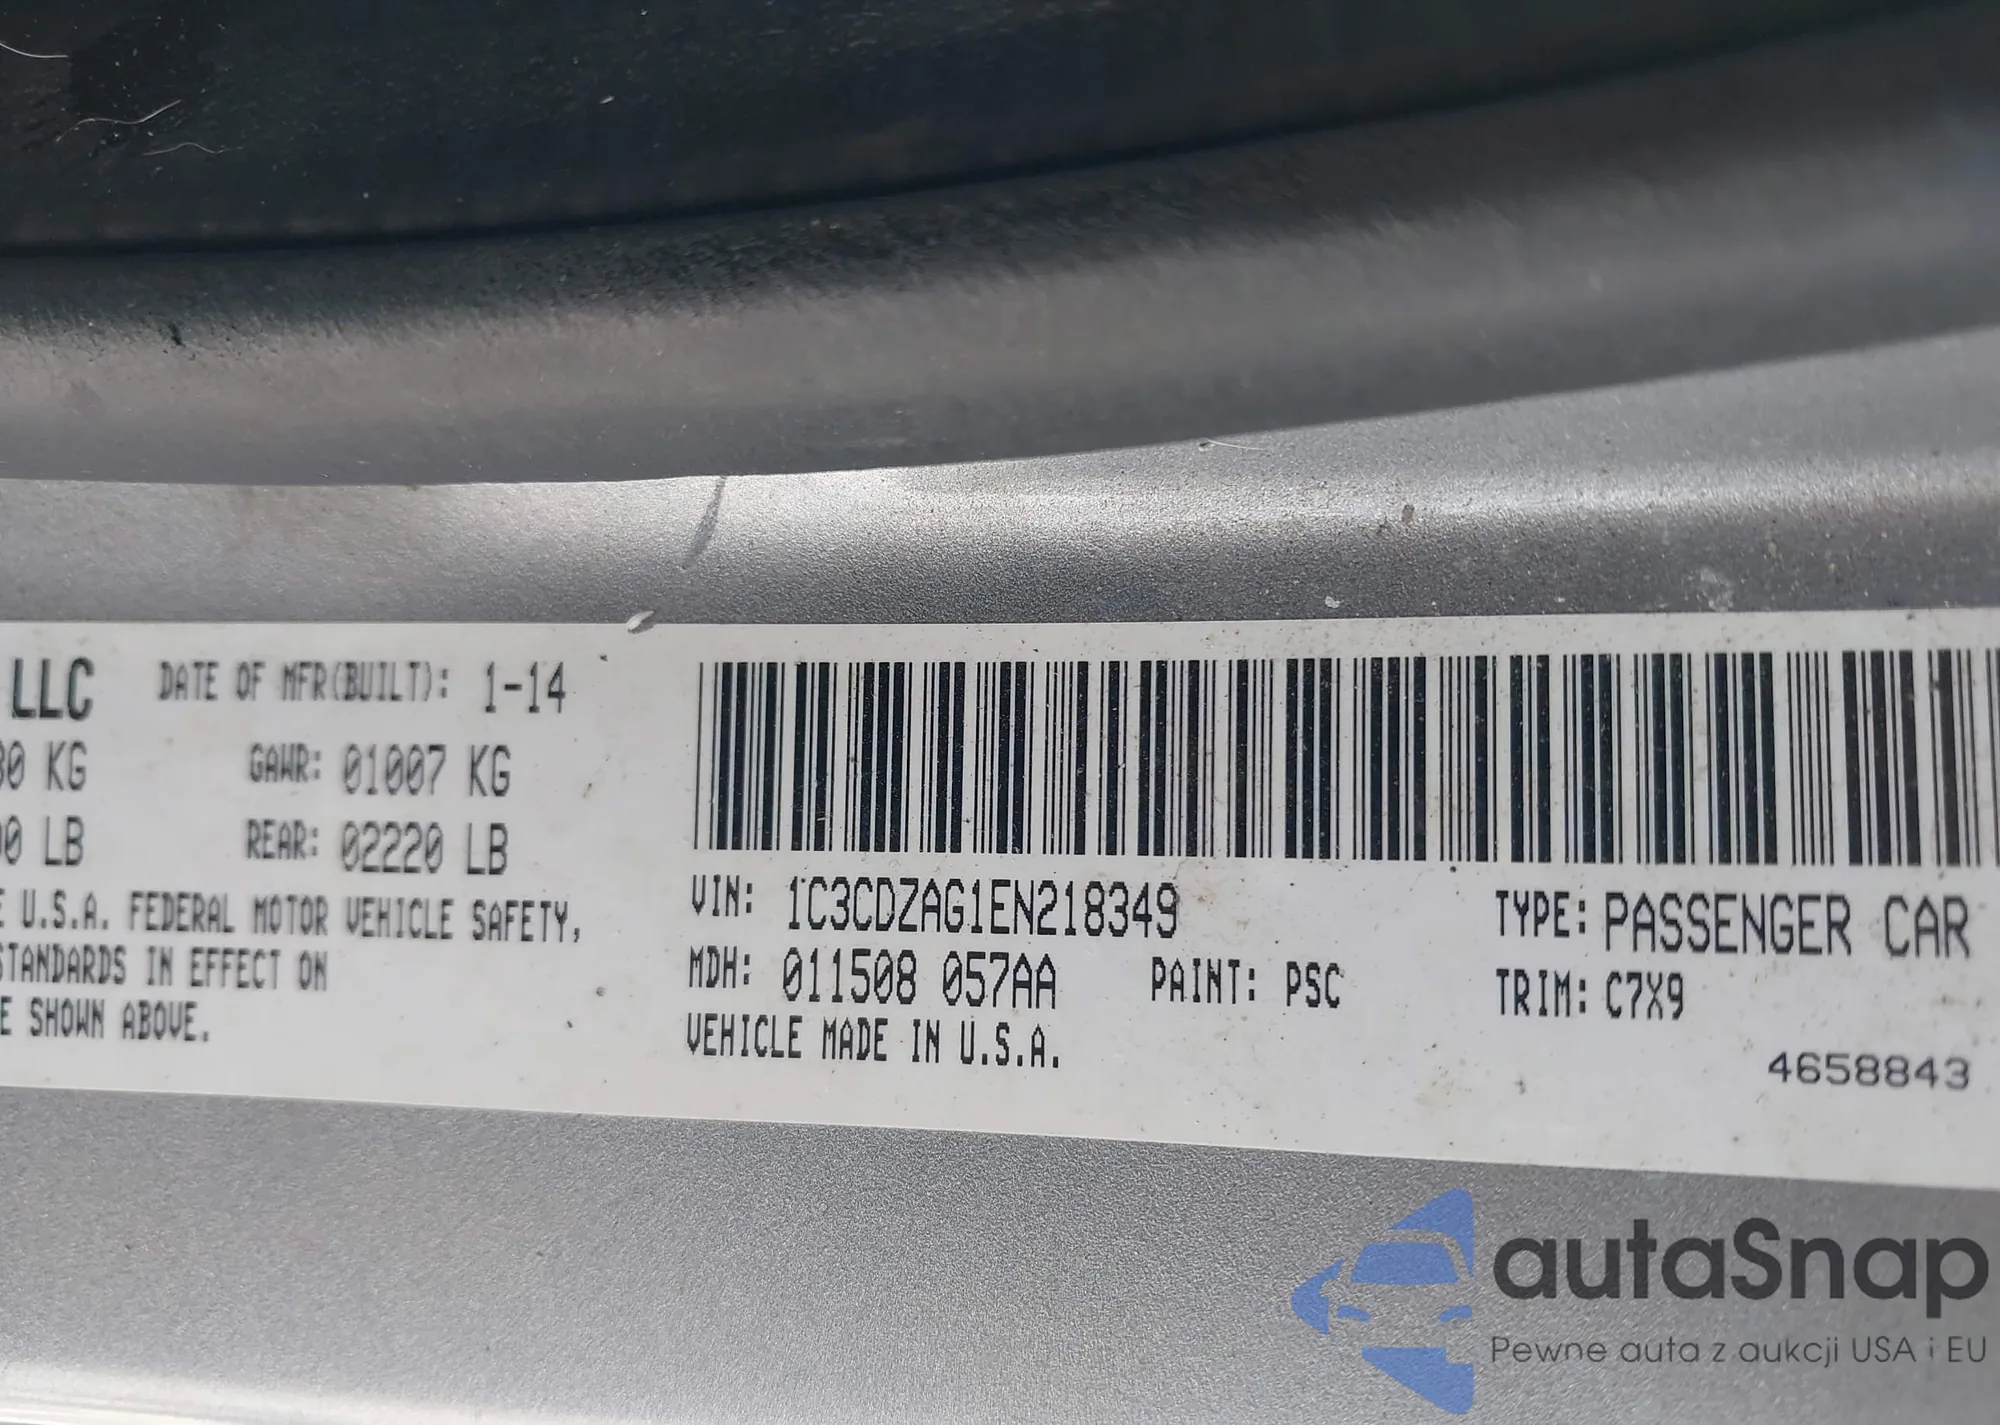 LLC DATE OF MFR(BUILT): 1-14
80 KG GAWR: 01007 KG
00 LB REAR: 02220 LB
E U.S.A. FEDERAL MOTOR VEHICLE SAFETY,
STANDARDS IN EFFECT ON
E SHOWN ABOVE.
VIN: 1C3CDZAG1EN218349 TYPE: PASSENGER CAR
MDH: 011508 057AA PAINT: PSC TRIM: C7X9
VEHICLE MADE IN U.S.A.
4658843
autaSnap
Pewne auta z aukcji USA i EU